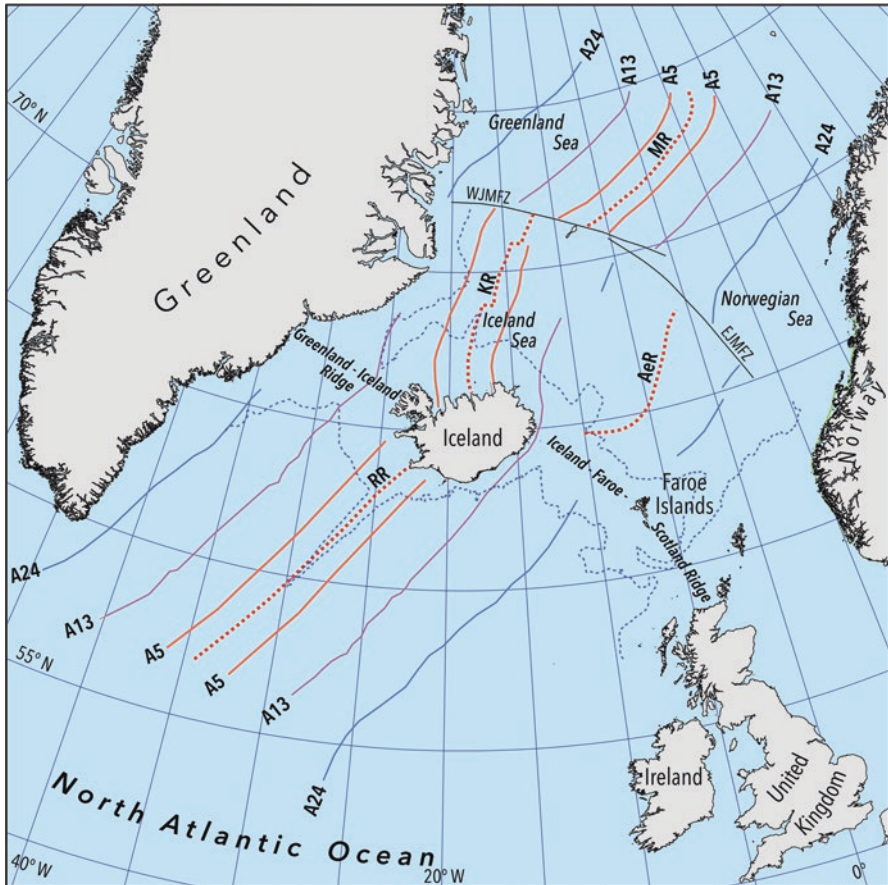 A24
A13
A5
A5
A13
A24
70° N
Greenland
Sea
MR
WJMFZ
Greenland
KR
Norwegian
Sea
Iceland
Sea
EJMFZ
Greenland - Iceland
Ridge
AeR
Norway
Iceland
Iceland - Faroe -
RR
Faroe
Islands
Scotland Ridge
A24
A13
A5
55° N
A5
A13
A24
Ireland
United
Kingdom
North Atlantic Ocean
40° W
20° W
0°